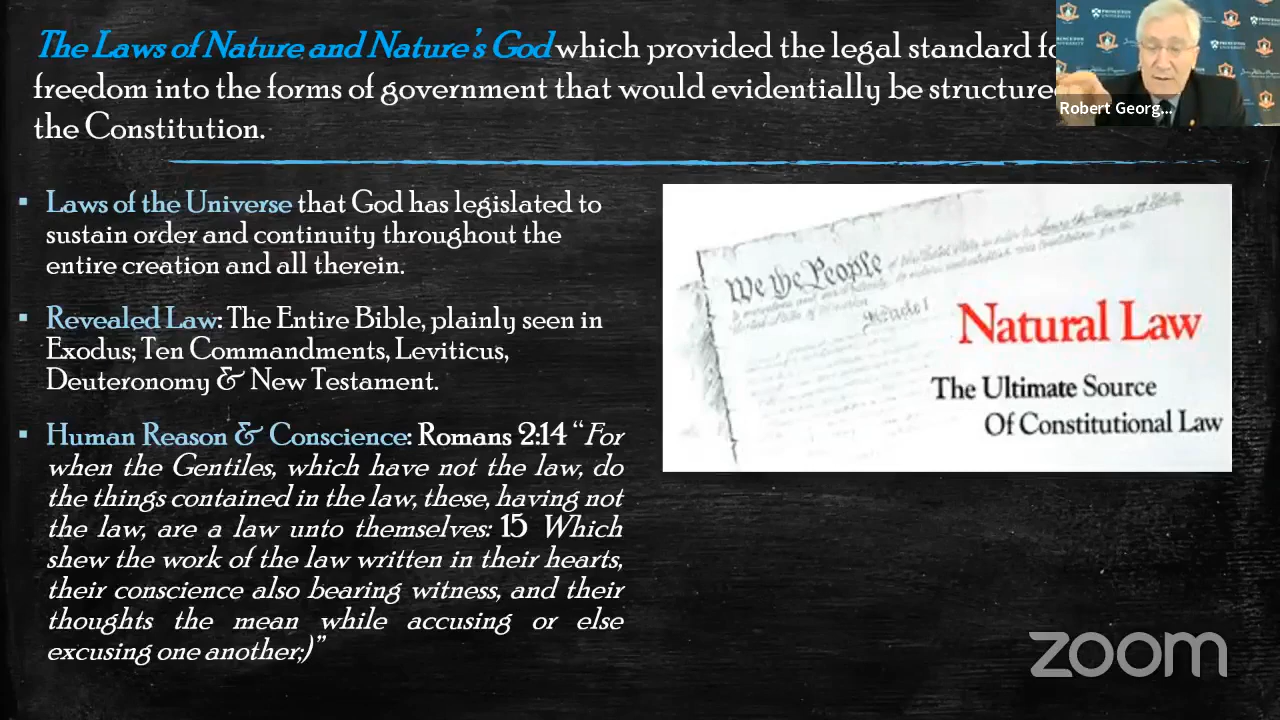 The Laws of Nature and Nature's God which provided the legal standard fo
freedom into the forms of government that would evidentially be structure
the Constitution.
PRINCETON
UNIVERSITY
Robert Georg...
▪ Laws of the Universe that God has legislated to
sustain order and continuity throughout the
entire creation and all therein.
▪ Revealed Law: The Entire Bible, plainly seen in
Exodus; Ten Commandments, Leviticus,
Deuteronomy & New Testament.
▪ Human Reason & Conscience: Romans 2:14 “For
when the Gentiles, which have not the law, do
the things contained in the law, these, having not
the law, are a law unto themselves: 15 Which
shew the work of the law written in their hearts,
their conscience also bearing witness, and their
thoughts the mean while accusing or else
excusing one another;)”
We the People
Article I
Natural Law
The Ultimate Source
Of Constitutional Law
zoom